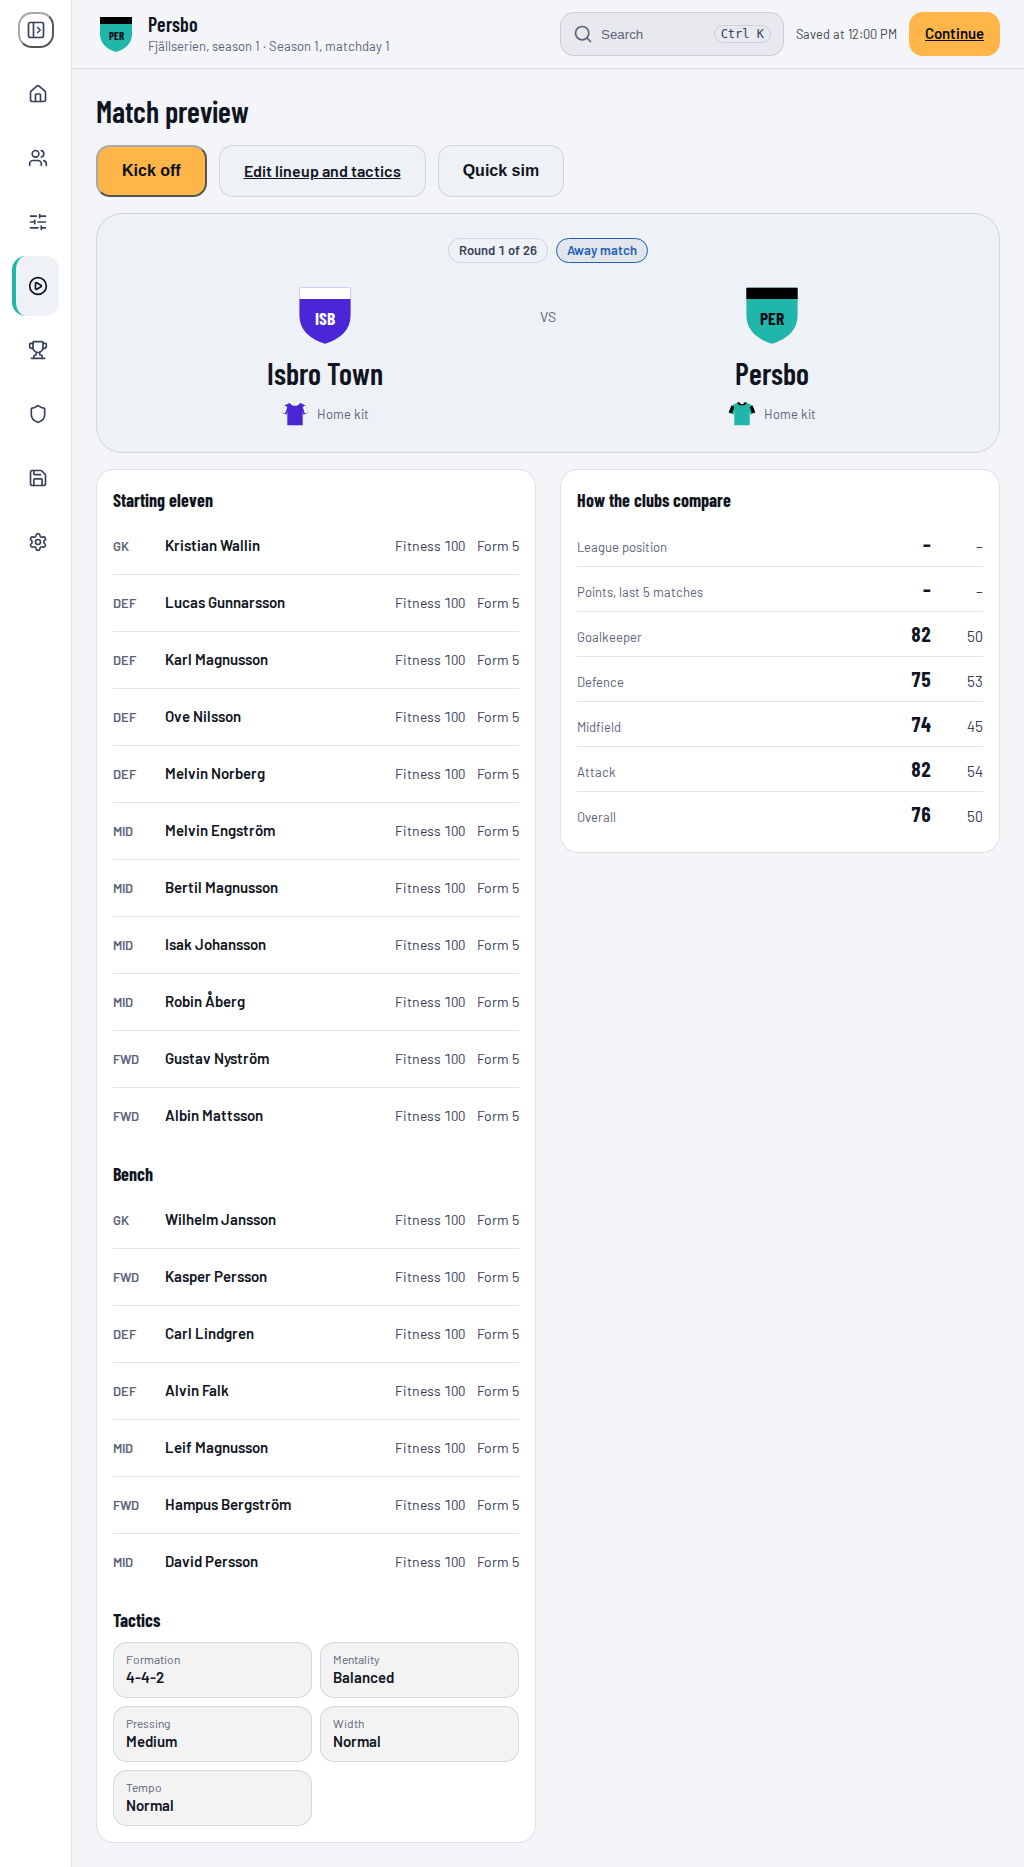 PER
Persbo
Fjällserien, season 1 · Season 1, matchday 1
Search
Ctrl K
Saved at 12:00 PM
Continue
Match preview
Kick off
Edit lineup and tactics
Quick sim
Round 1 of 26
Away match
ISB
VS
PER
Isbro Town
Persbo
Home kit
Home kit
Starting eleven
GK Kristian Wallin Fitness 100 Form 5
DEF Lucas Gunnarsson Fitness 100 Form 5
DEF Karl Magnusson Fitness 100 Form 5
DEF Ove Nilsson Fitness 100 Form 5
DEF Melvin Norberg Fitness 100 Form 5
MID Melvin Engström Fitness 100 Form 5
MID Bertil Magnusson Fitness 100 Form 5
MID Isak Johansson Fitness 100 Form 5
MID Robin Åberg Fitness 100 Form 5
FWD Gustav Nyström Fitness 100 Form 5
FWD Albin Mattsson Fitness 100 Form 5
Bench
GK Wilhelm Jansson Fitness 100 Form 5
FWD Kasper Persson Fitness 100 Form 5
DEF Carl Lindgren Fitness 100 Form 5
DEF Alvin Falk Fitness 100 Form 5
MID Leif Magnusson Fitness 100 Form 5
FWD Hampus Bergström Fitness 100 Form 5
MID David Persson Fitness 100 Form 5
Tactics
Formation
4-4-2
Mentality
Balanced
Pressing
Medium
Width
Normal
Tempo
Normal
How the clubs compare
League position – –
Points, last 5 matches – –
Goalkeeper 82 50
Defence 75 53
Midfield 74 45
Attack 82 54
Overall 76 50